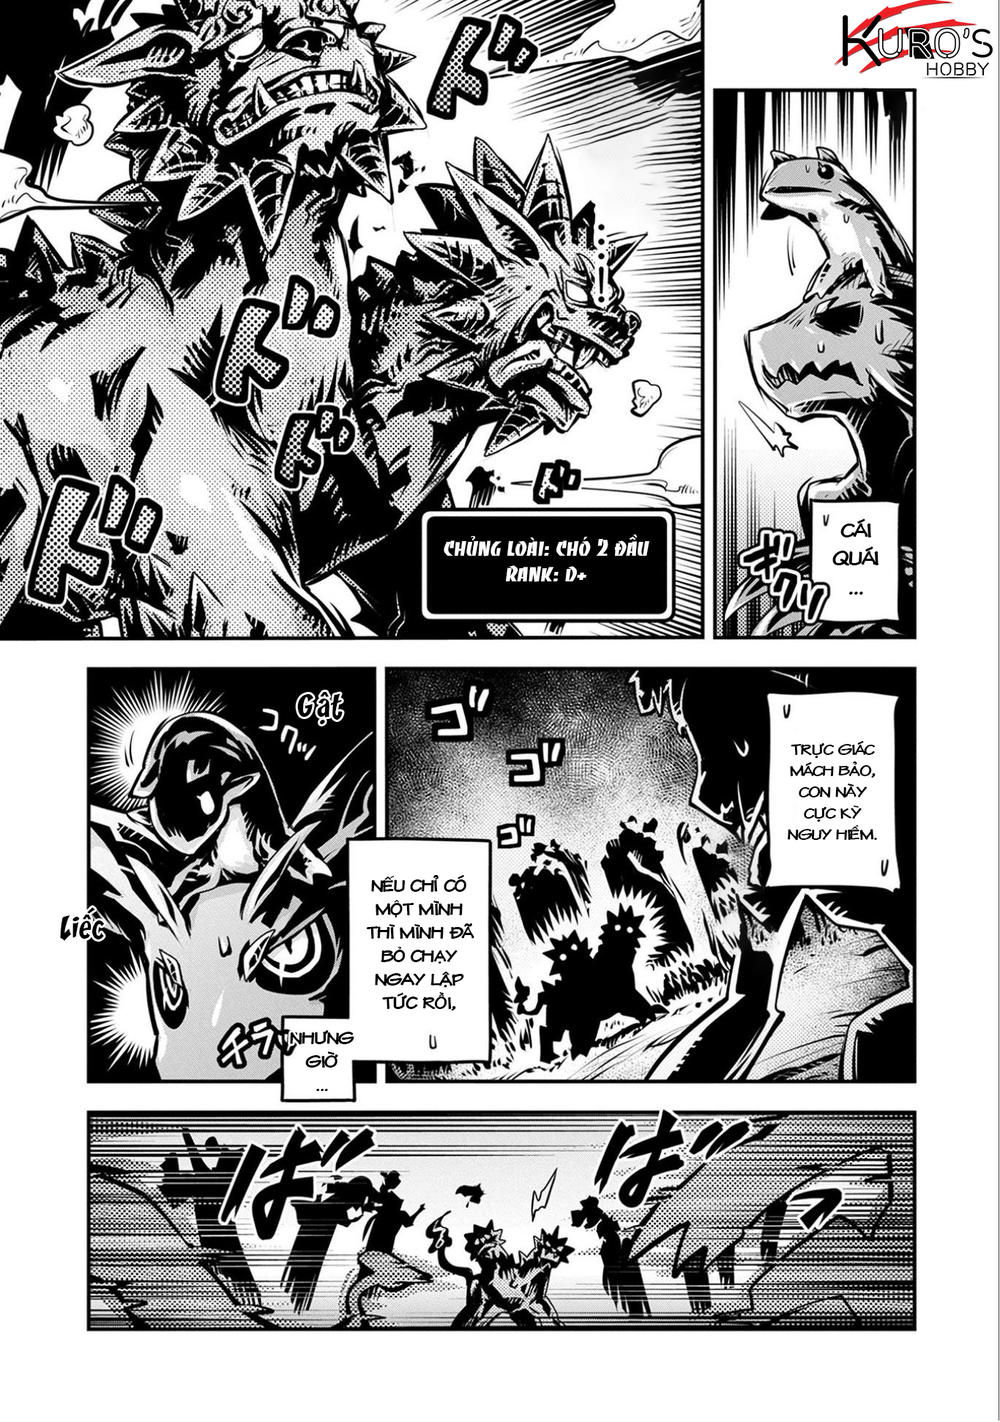 KURO'S
HOBBY
ド
ドド
ドド
ドド
CHỦNG LOÀI: CHÓ 2 ĐẦU
RANK: D+
CÁI
QUÁI
...
ギクリ
TRỰC GIÁC
MÁCH BẢO,
CON NÀY
CỰC KỲ
NGUY HIỂM.
ゴ
ゴ
ゴ
Gật
コクッ
Liếc
チラ
NẾU CHỈ CÓ
MỘT MÌNH
THÌ MÌNH ĐÃ
BỎ CHẠY
NGAY LẬP
TỨC RỒI,
NHƯNG
GIỜ
...
ば
ば